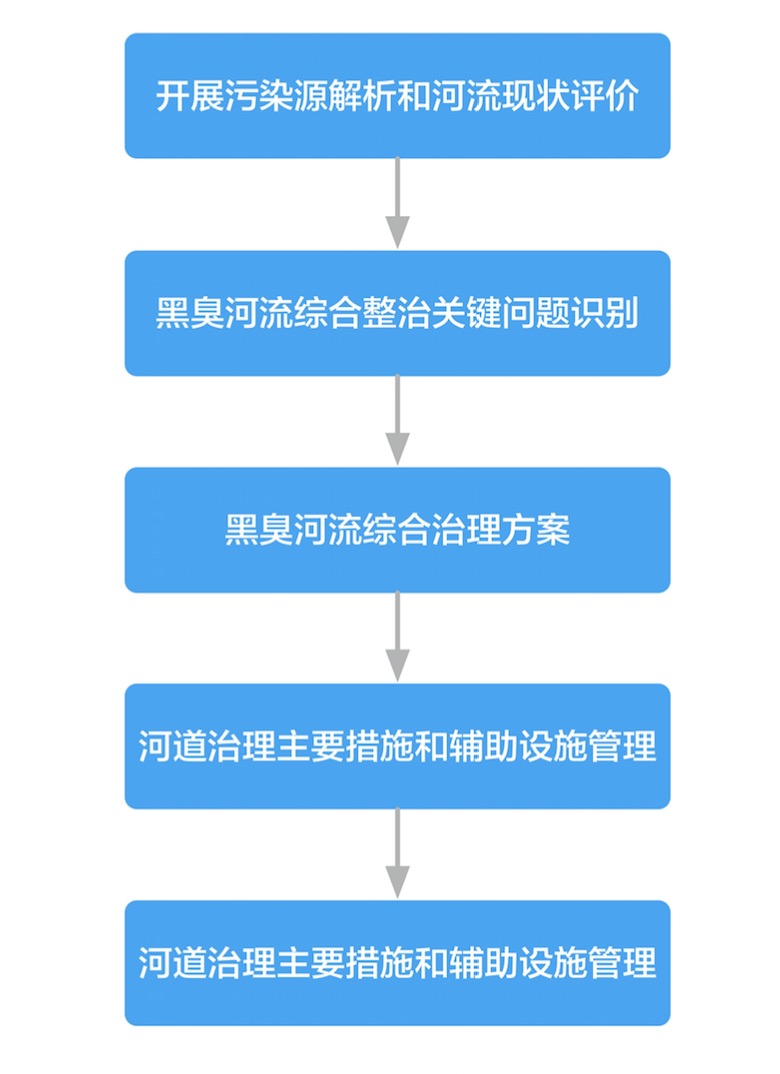 开展污染源解析和河流现状评价
黑臭河流综合整治关键问题识别
黑臭河流综合治理方案
河道治理主要措施和辅助设施管理
河道治理主要措施和辅助设施管理